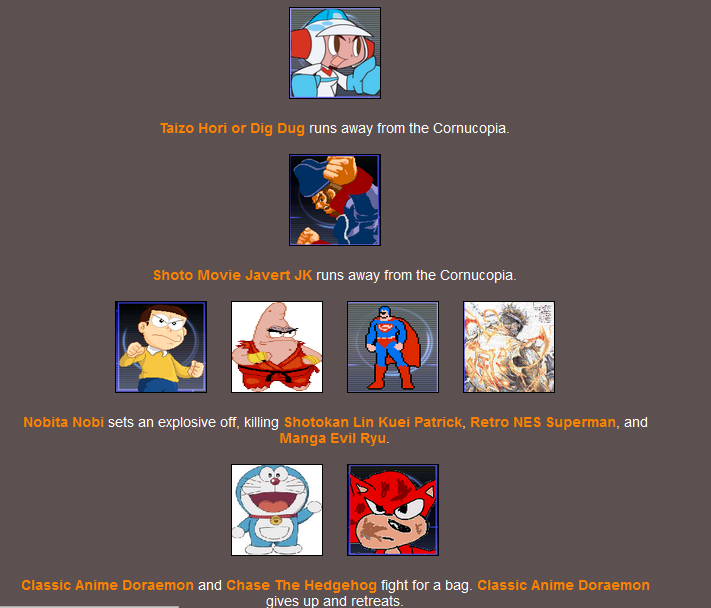 Taizo Hori or Dig Dug runs away from the Cornucopia.
Shoto Movie Javert JK runs away from the Cornucopia.
Nobita Nobi sets an explosive off, killing Shotokan Lin Kuei Patrick, Retro NES Superman, and
Manga Evil Ryu.
Classic Anime Doraemon and Chase The Hedgehog fight for a bag. Classic Anime Doraemon
gives up and retreats.